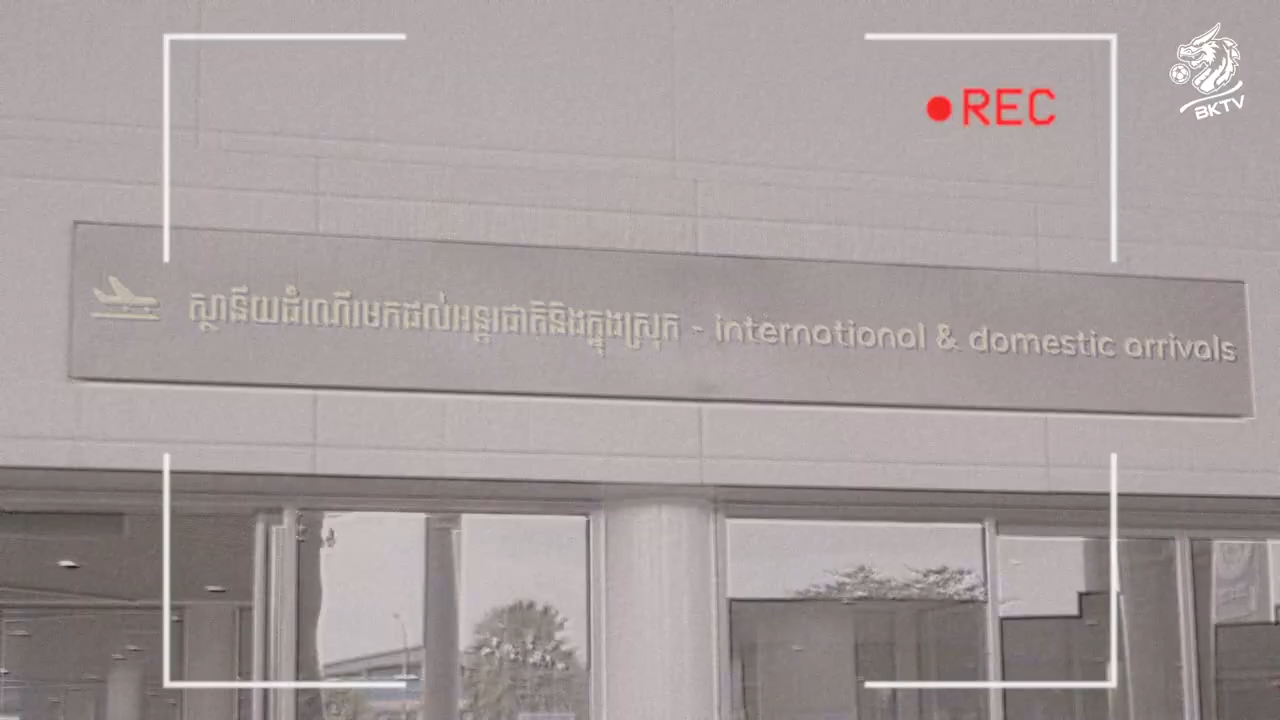 REC
BKTV
ស្ថានីយដំណើរមកដល់អន្តរជាតិនិងក្នុងស្រុក - international & domestic arrivals